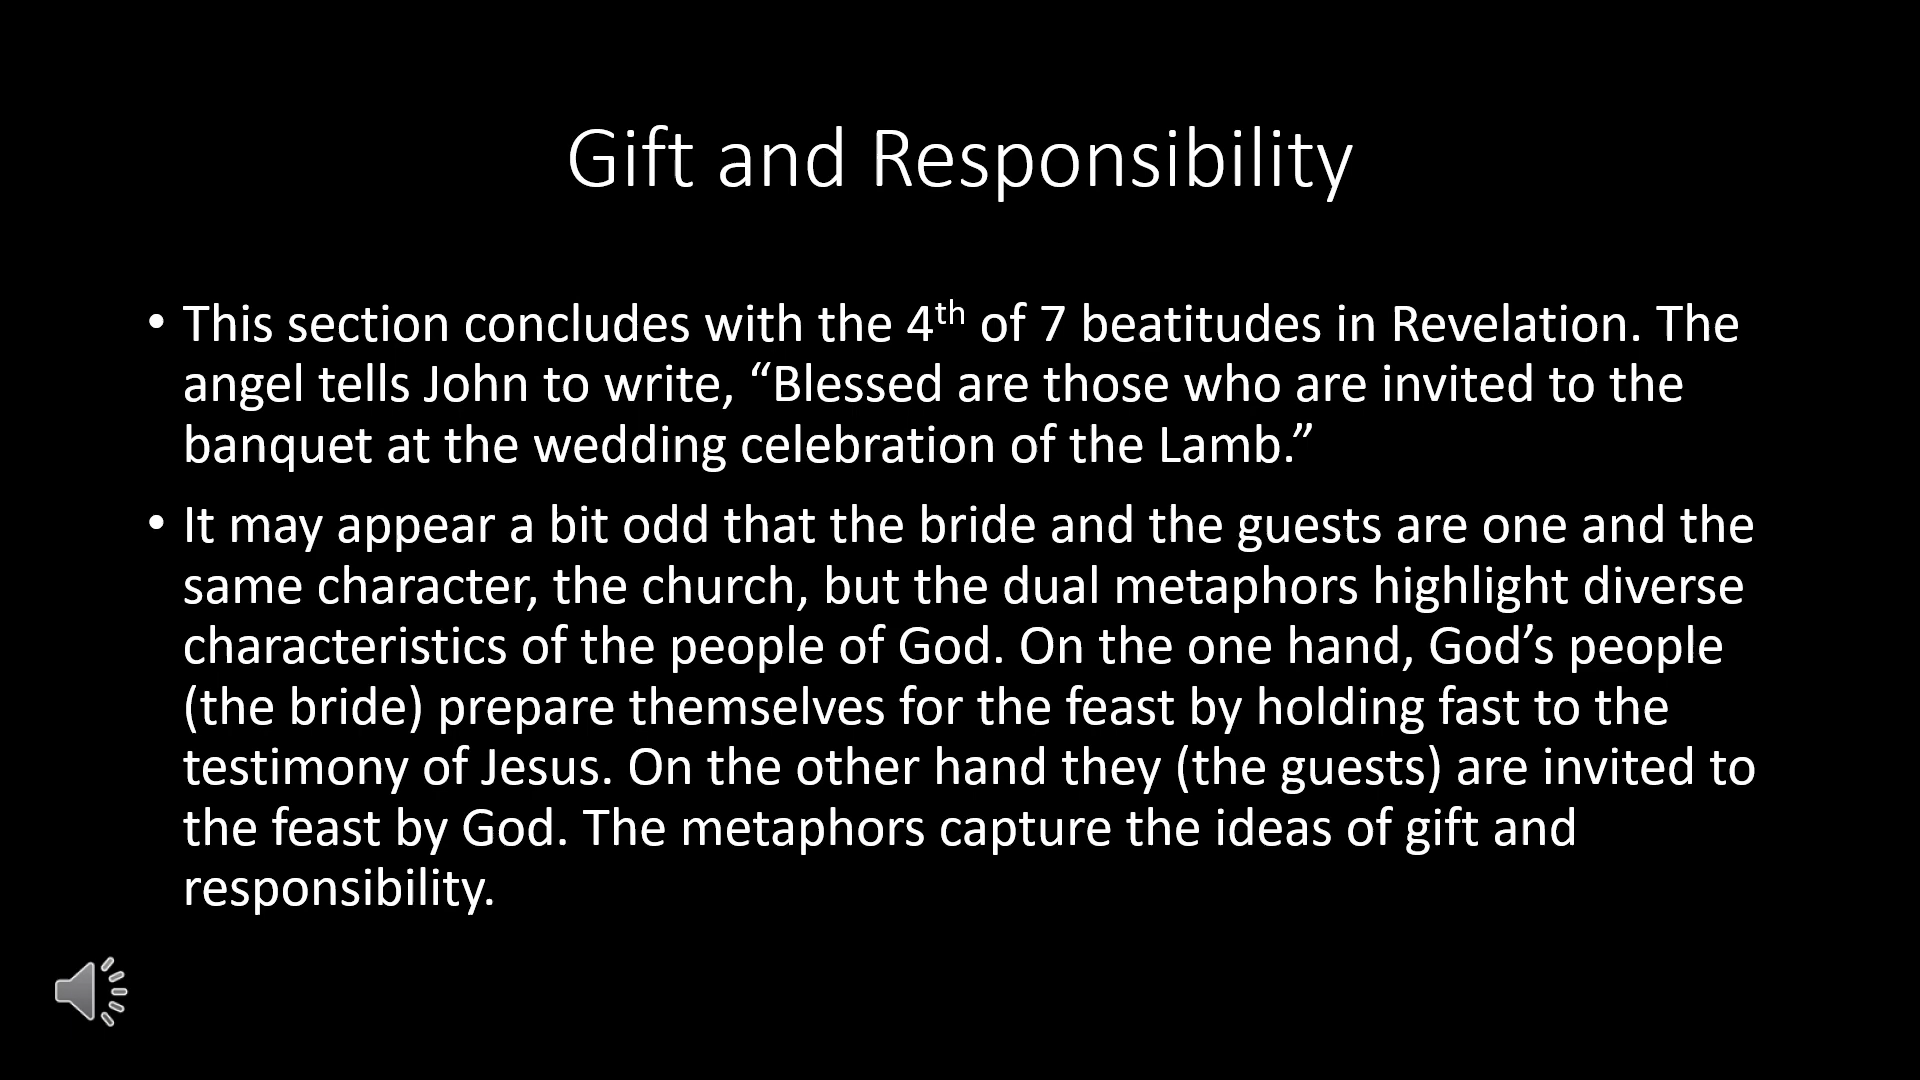 Gift and Responsibility
• This section concludes with the 4th of 7 beatitudes in Revelation. The
angel tells John to write, “Blessed are those who are invited to the
banquet at the wedding celebration of the Lamb.”
• It may appear a bit odd that the bride and the guests are one and the
same character, the church, but the dual metaphors highlight diverse
characteristics of the people of God. On the one hand, God’s people
(the bride) prepare themselves for the feast by holding fast to the
testimony of Jesus. On the other hand they (the guests) are invited to
the feast by God. The metaphors capture the ideas of gift and
responsibility.